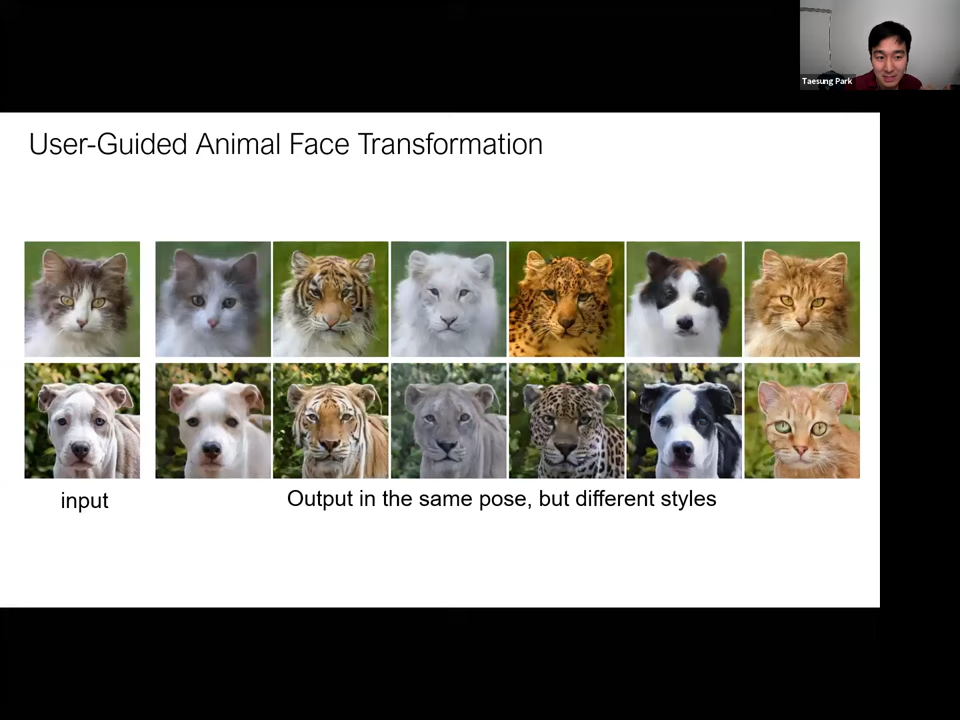 Taesung Park
User-Guided Animal Face Transformation
input
Output in the same pose, but different styles